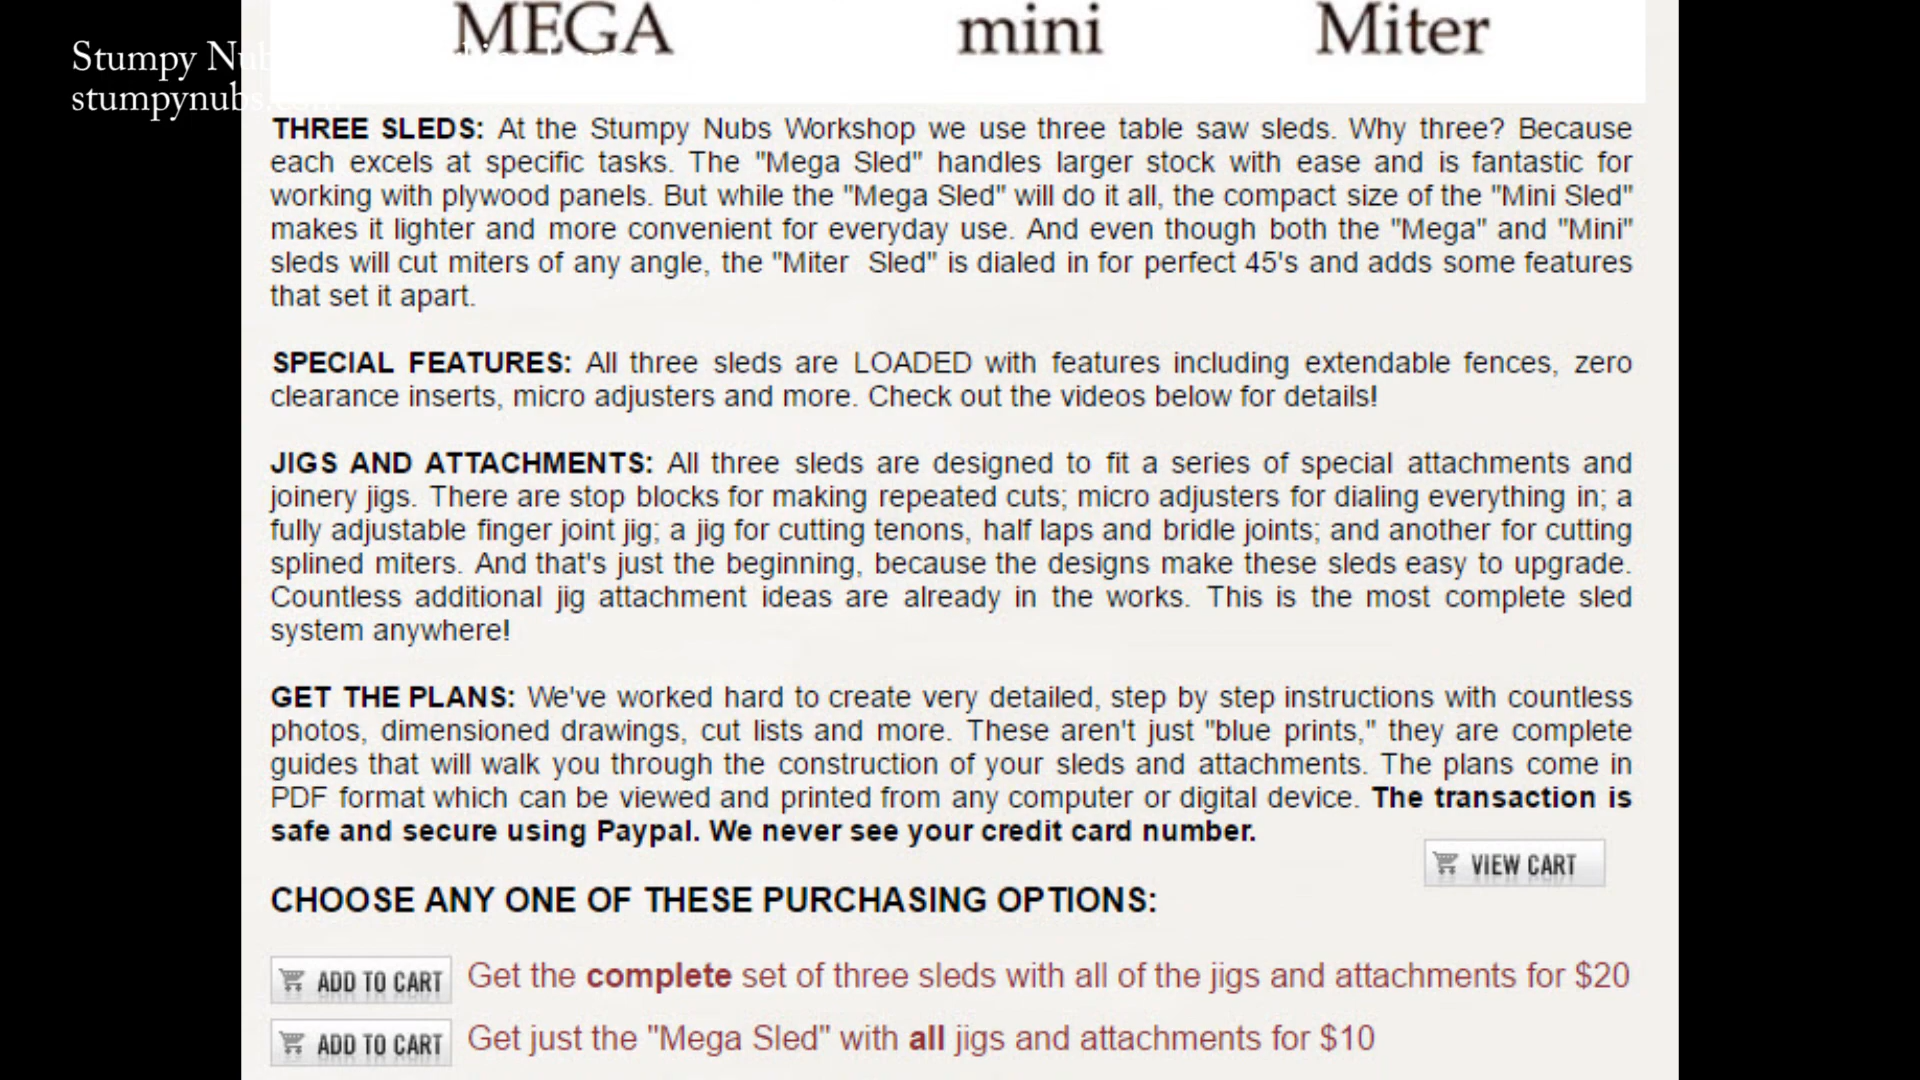 MEGA mini Miter
Stumpy
stumpynubs.com
THREE SLEDS: At the Stumpy Nubs Workshop we use three table saw sleds. Why three? Because
each excels at specific tasks. The "Mega Sled" handles larger stock with ease and is fantastic for
working with plywood panels. But while the "Mega Sled" will do it all, the compact size of the "Mini Sled"
makes it lighter and more convenient for everyday use. And even though both the "Mega" and "Mini"
sleds will cut miters of any angle, the "Miter Sled" is dialed in for perfect 45's and adds some features
that set it apart.
SPECIAL FEATURES: All three sleds are LOADED with features including extendable fences, zero
clearance inserts, micro adjusters and more. Check out the videos below for details!
JIGS AND ATTACHMENTS: All three sleds are designed to fit a series of special attachments and
joinery jigs. There are stop blocks for making repeated cuts; micro adjusters for dialing everything in; a
fully adjustable finger joint jig; a jig for cutting tenons, half laps and bridle joints; and another for cutting
splined miters. And that's just the beginning, because the designs make these sleds easy to upgrade.
Countless additional jig attachment ideas are already in the works. This is the most complete sled
system anywhere!
GET THE PLANS: We've worked hard to create very detailed, step by step instructions with countless
photos, dimensioned drawings, cut lists and more. These aren't just "blue prints," they are complete
guides that will walk you through the construction of your sleds and attachments. The plans come in
PDF format which can be viewed and printed from any computer or digital device. The transaction is
safe and secure using Paypal. We never see your credit card number.
VIEW CART
CHOOSE ANY ONE OF THESE PURCHASING OPTIONS:
ADD TO CART Get the complete set of three sleds with all of the jigs and attachments for $20
ADD TO CART Get just the "Mega Sled" with all jigs and attachments for $10